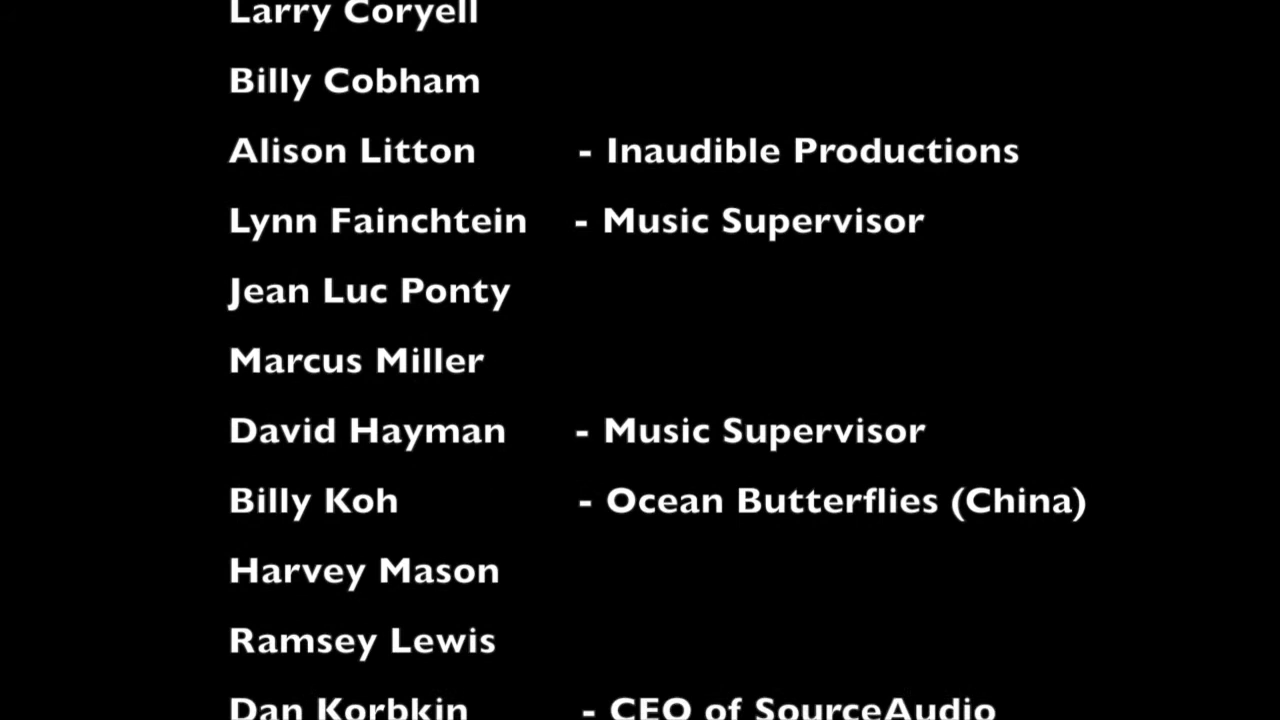 Larry Coryell
Billy Cobham
Alison Litton - Inaudible Productions
Lynn Fainchtein - Music Supervisor
Jean Luc Ponty
Marcus Miller
David Hayman - Music Supervisor
Billy Koh - Ocean Butterflies (China)
Harvey Mason
Ramsey Lewis
Dan Korbkin - CEO of SourceAudio